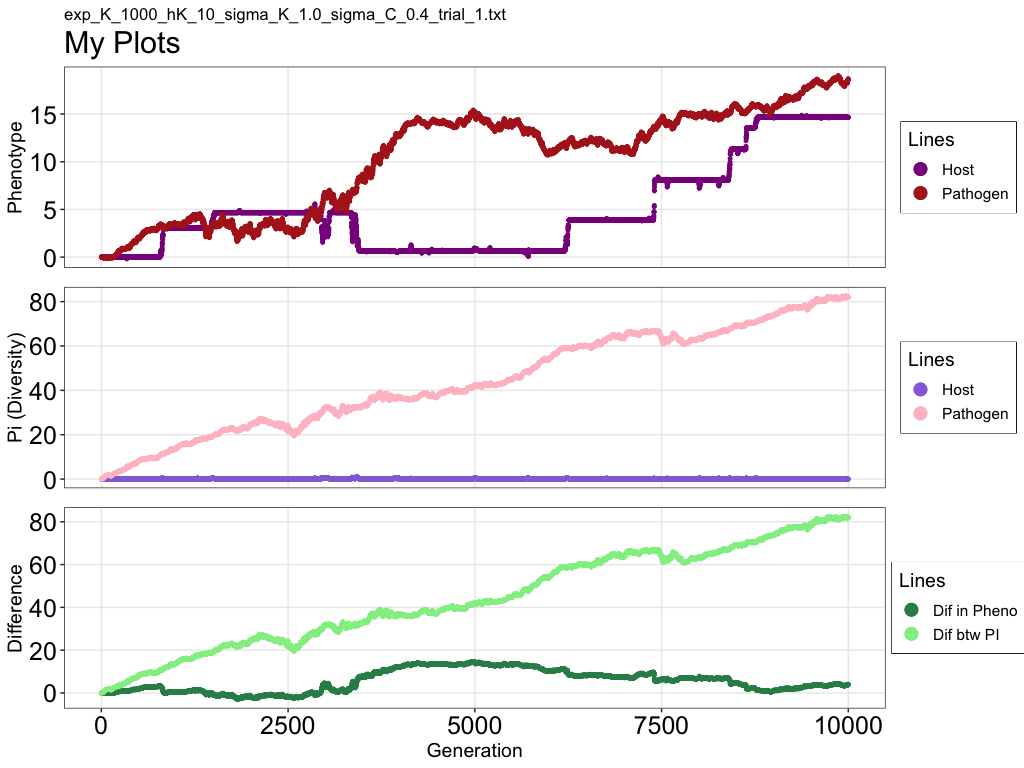 exp_K_1000_hK_10_sigma_K_1.0_sigma_C_0.4_trial_1.txt
My Plots
Phenotype
15
10
5
0
Lines
Host
Pathogen
Pi (Diversity)
80
60
40
20
0
Lines
Host
Pathogen
Difference
80
60
40
20
0
Lines
Dif in Pheno
Dif btw PI
0 2500 5000 7500 10000
Generation